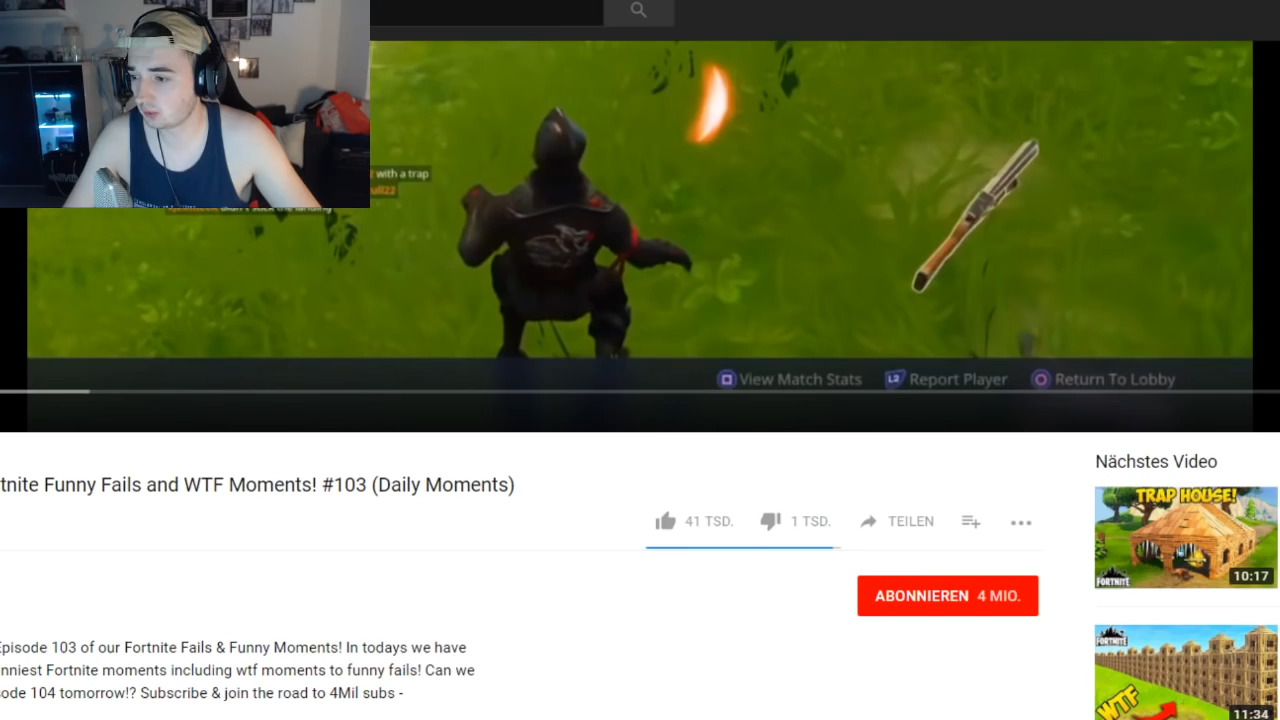 with a trap
View Match Stats
L2 Report Player
Return To Lobby
tnite Funny Fails and WTF Moments! #103 (Daily Moments)
41 TSD.
1 TSD.
TEILEN
ABONNIEREN 4 MIO.
Episode 103 of our Fortnite Fails & Funny Moments! In todays we have
nniest Fortnite moments including wtf moments to funny fails! Can we
ode 104 tomorrow!? Subscribe & join the road to 4Mil subs -
Nächstes Video
TRAP HOUSE!
FORTNITE
10:17
FORTNITE
WTF
11:34